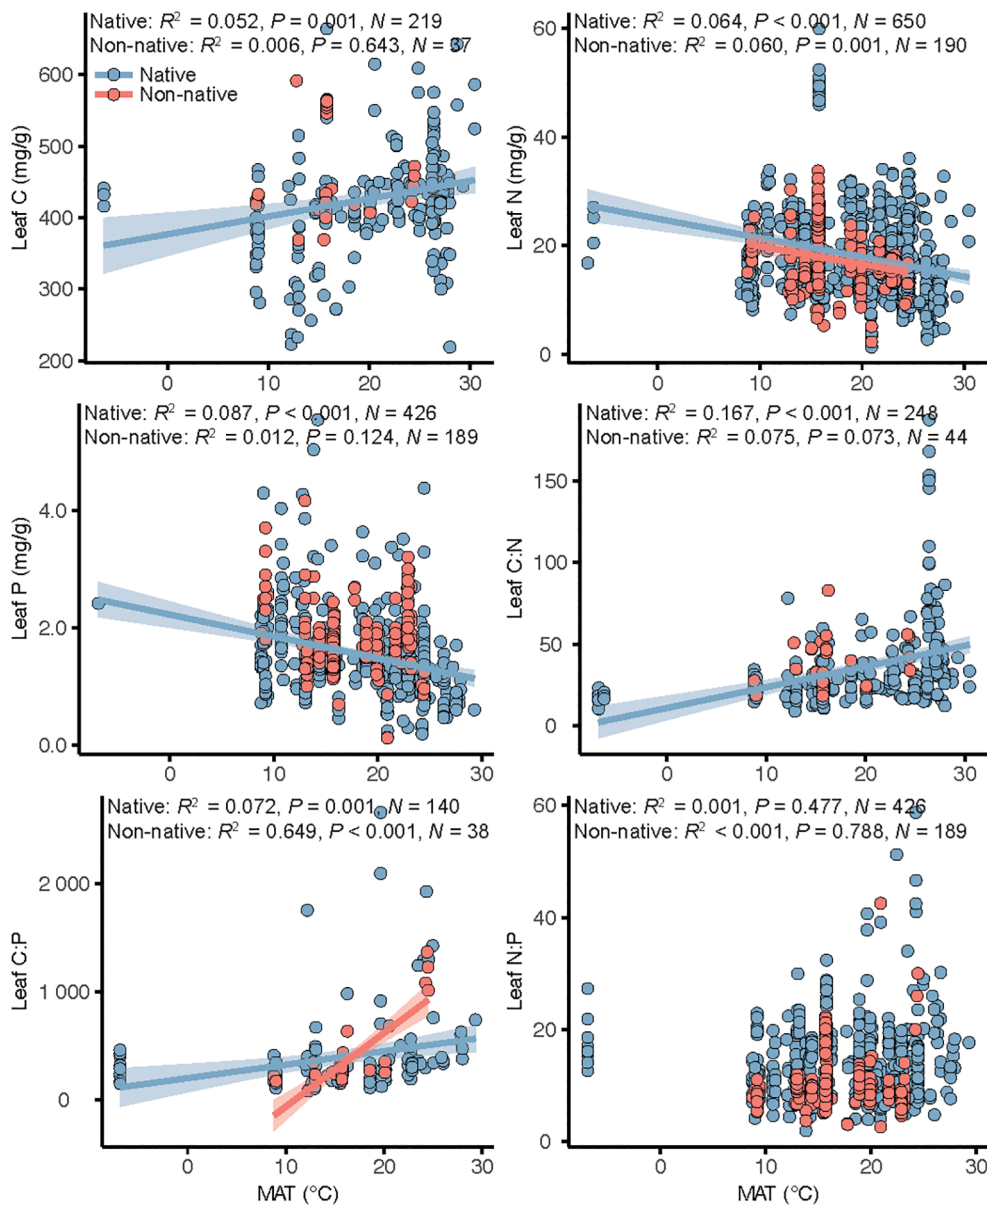 Native: R² = 0.052, P = 0.001, N = 219
Non-native: R² = 0.006, P = 0.643, N = 37
Native
Non-native
Leaf C (mg/g)
600
500
400
300
200
0 10 20 30
Native: R² = 0.064, P < 0.001, N = 650
Non-native: R² = 0.060, P = 0.001, N = 190
Leaf N (mg/g)
60
40
20
0
0 10 20 30
Native: R² = 0.087, P < 0.001, N = 426
Non-native: R² = 0.012, P = 0.124, N = 189
Leaf P (mg/g)
4.0
2.0
0.0
0 10 20 30
Native: R² = 0.167, P < 0.001, N = 248
Non-native: R² = 0.075, P = 0.073, N = 44
Leaf C:N
150
100
50
0
0 10 20 30
Native: R² = 0.072, P = 0.001, N = 140
Non-native: R² = 0.649, P < 0.001, N = 38
Leaf C:P
2 000
1 000
0
0 10 20 30
MAT (°C)
Native: R² = 0.001, P = 0.477, N = 426
Non-native: R² < 0.001, P = 0.788, N = 189
Leaf N:P
60
40
20
0
0 10 20 30
MAT (°C)